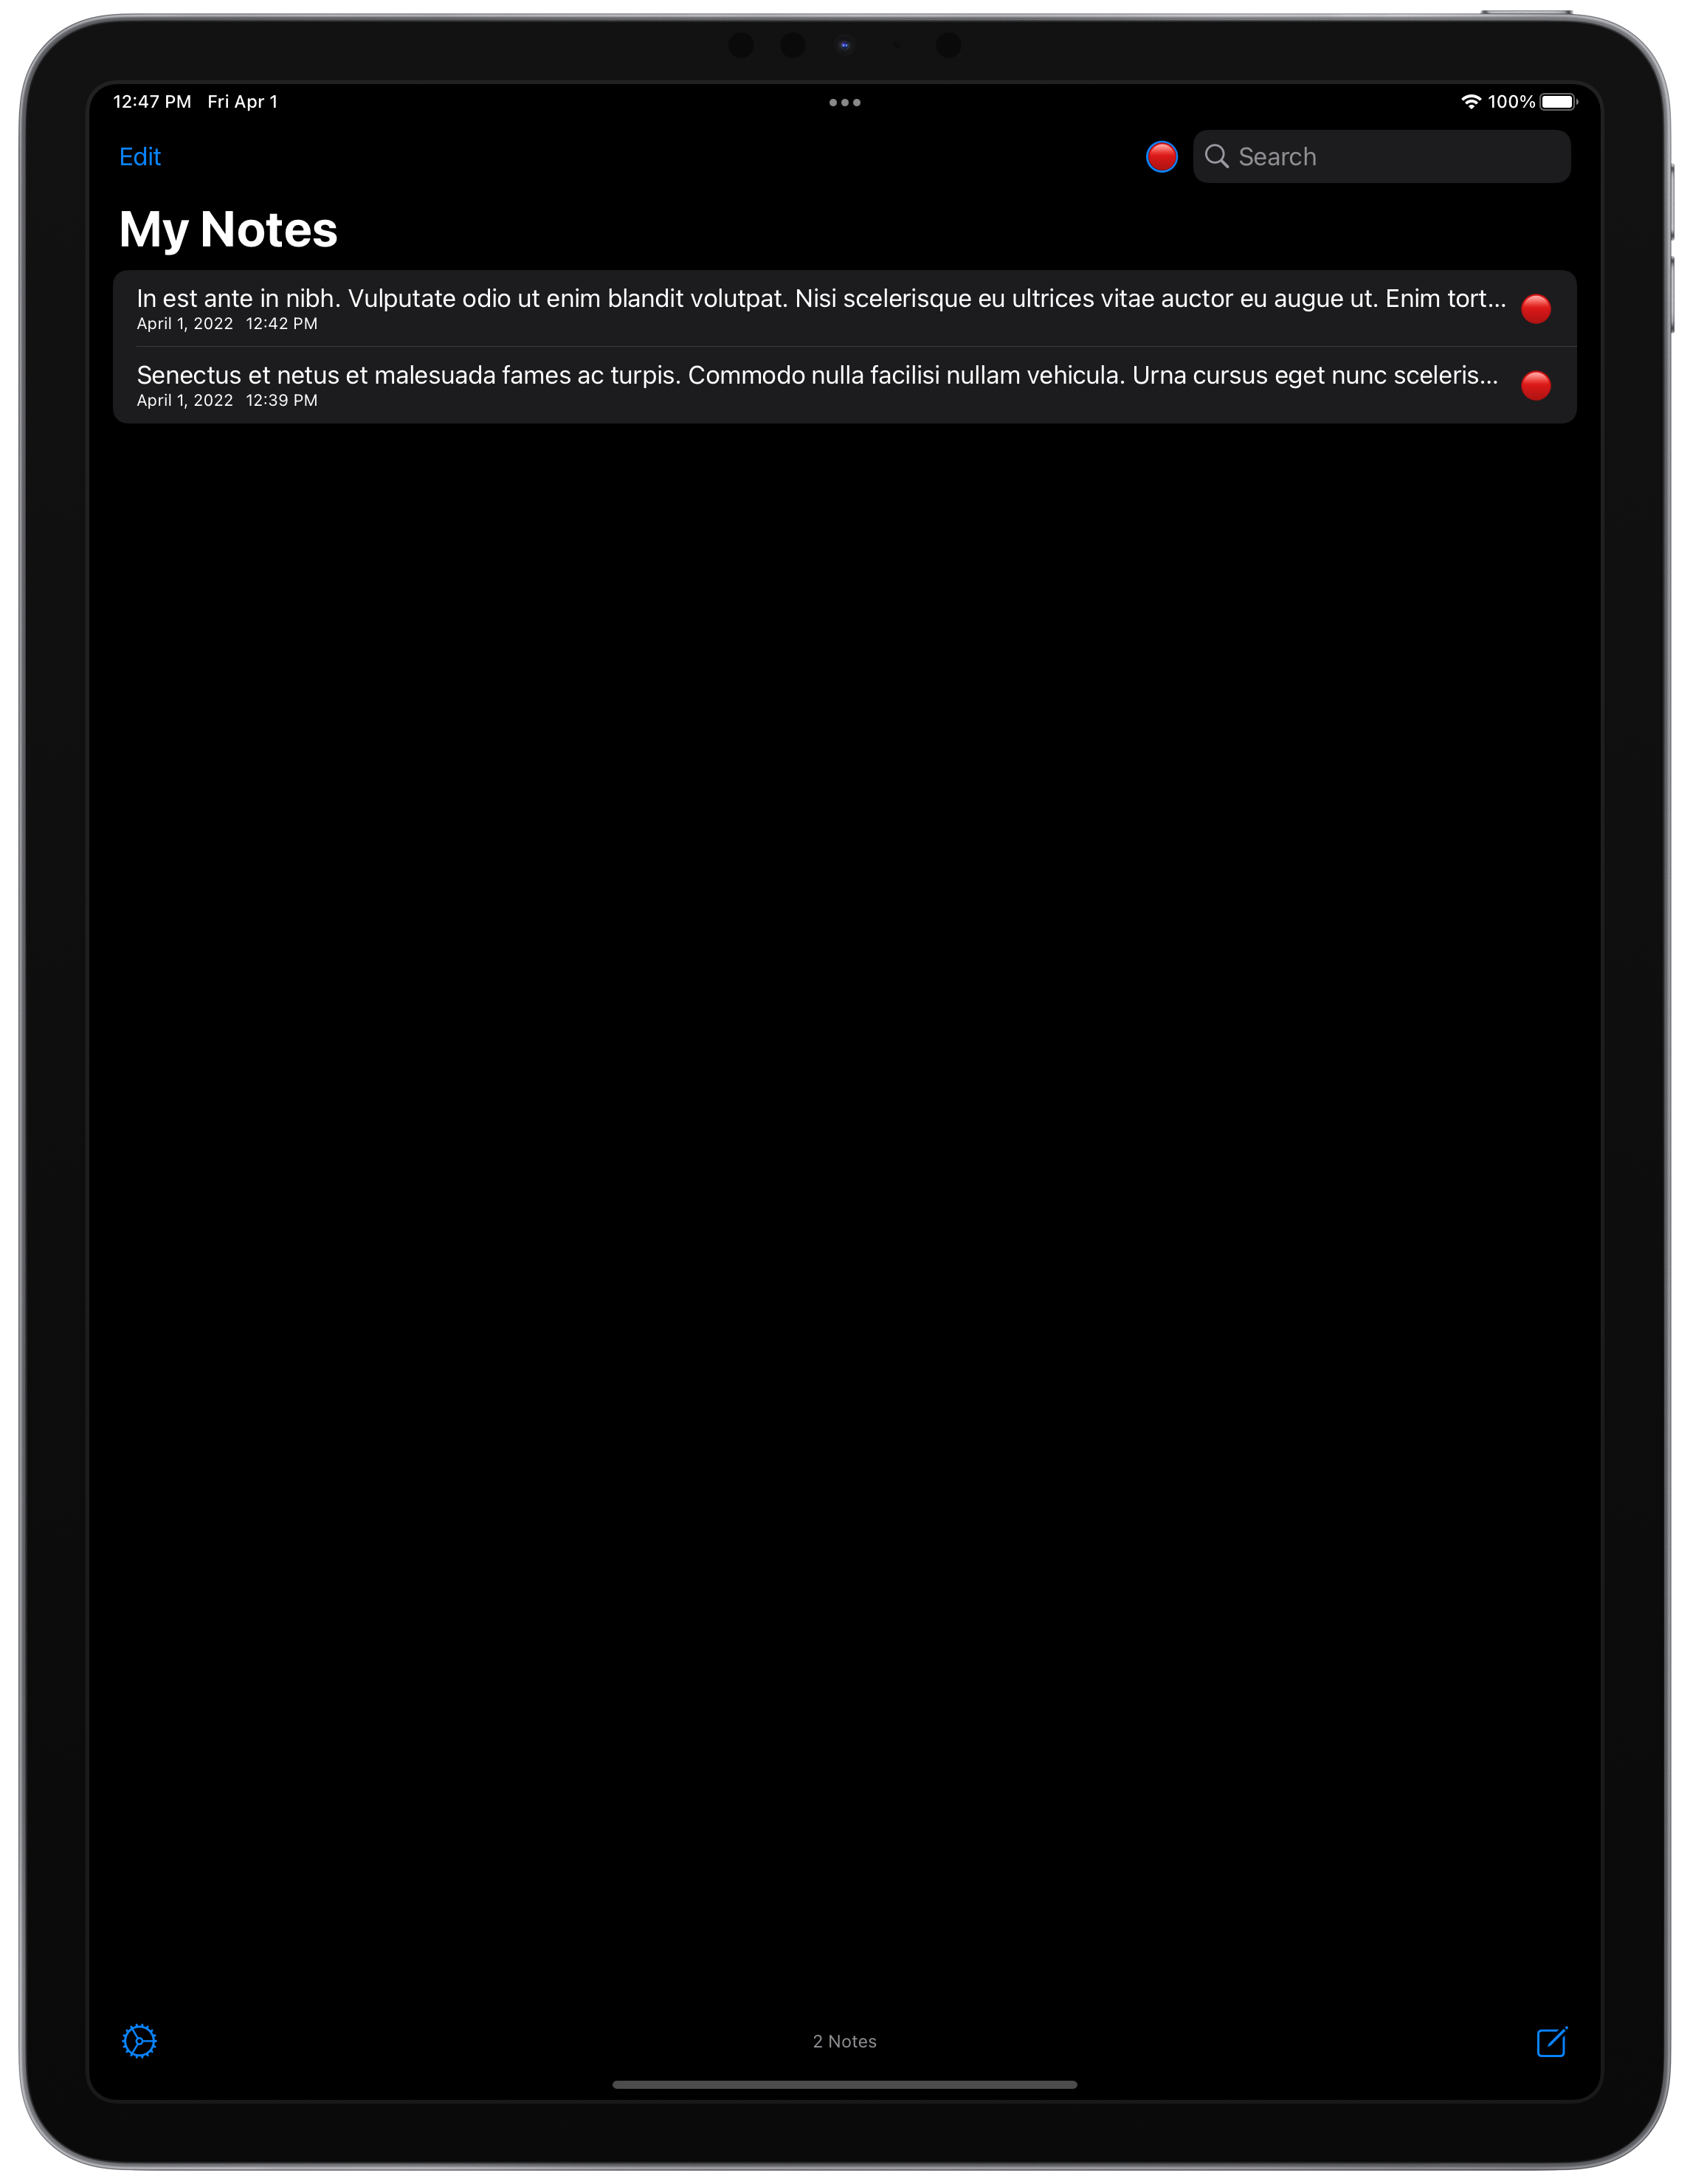 12:47 PM Fri Apr 1
100%
Edit
Search
My Notes
In est ante in nibh. Vulputate odio ut enim blandit volutpat. Nisi scelerisque eu ultrices vitae auctor eu augue ut. Enim tort...
April 1, 2022 12:42 PM
Senectus et netus et malesuada fames ac turpis. Commodo nulla facilisi nullam vehicula. Urna cursus eget nunc sceleris...
April 1, 2022 12:39 PM
2 Notes